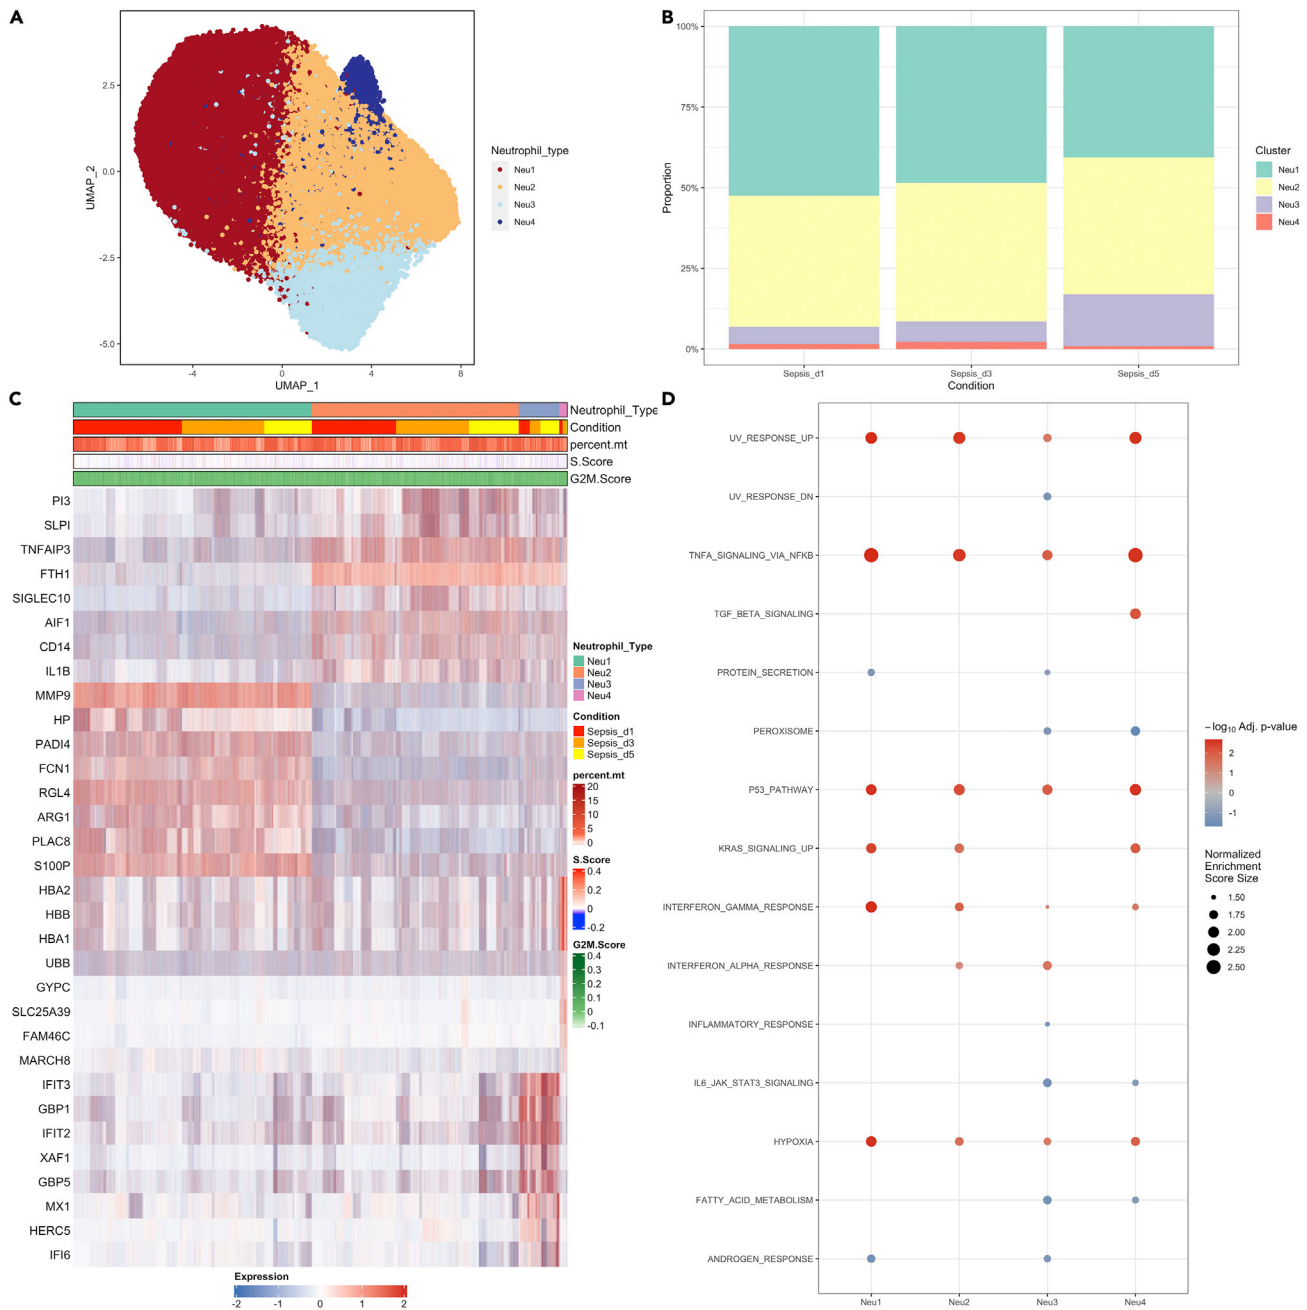 A
2.5
0.0
-2.5
-5.0
UMAP_2
-4
0
4
8
UMAP_1
Neutrophil_type
Neu1
Neu2
Neu3
Neu4
B
100%
75%
50%
25%
0%
Proportion
Sepsis_d1
Sepsis_d3
Sepsis_d5
Condition
Cluster
Neu1
Neu2
Neu3
Neu4
C
Neutrophil_Type
Condition
percent.mt
S.Score
G2M.Score
PI3
SLPI
TNFAIP3
FTH1
SIGLEC10
AIF1
CD14
IL1B
MMP9
HP
PADI4
FCN1
RGL4
ARG1
PLAC8
S100P
HBA2
HBB
HBA1
UBB
GYPC
SLC25A39
FAM46C
MARCH8
IFIT3
GBP1
IFIT2
XAF1
GBP5
MX1
HERC5
IFI6
Expression
-2 -1 0 1 2
Neutrophil_Type
Neu1
Neu2
Neu3
Neu4
Condition
Sepsis_d1
Sepsis_d3
Sepsis_d5
percent.mt
20
15
10
5
0
S.Score
0.4
0.2
0
-0.2
G2M.Score
0.4
0.3
0.2
0.1
0
-0.1
D
UV_RESPONSE_UP
UV_RESPONSE_DN
TNFA_SIGNALING_VIA_NFKB
TGF_BETA_SIGNALING
PROTEIN_SECRETION
PEROXISOME
P53_PATHWAY
KRAS_SIGNALING_UP
INTERFERON_GAMMA_RESPONSE
INTERFERON_ALPHA_RESPONSE
INFLAMMATORY_RESPONSE
IL6_JAK_STAT3_SIGNALING
HYPOXIA
FATTY_ACID_METABOLISM
ANDROGEN_RESPONSE
Neu1
Neu2
Neu3
Neu4
−log10 Adj. p-value
2
1
0
-1
Normalized
Enrichment
Score Size
1.50
1.75
2.00
2.25
2.50